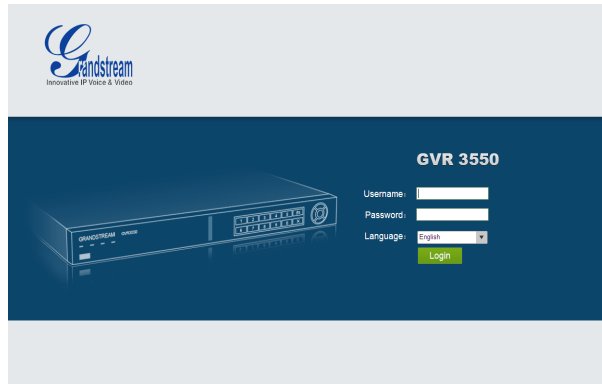 Grandstream
Innovative IP Voice & Video
GVR 3550
Username:
Password:
Language: English
Login
GRANDSTREAM